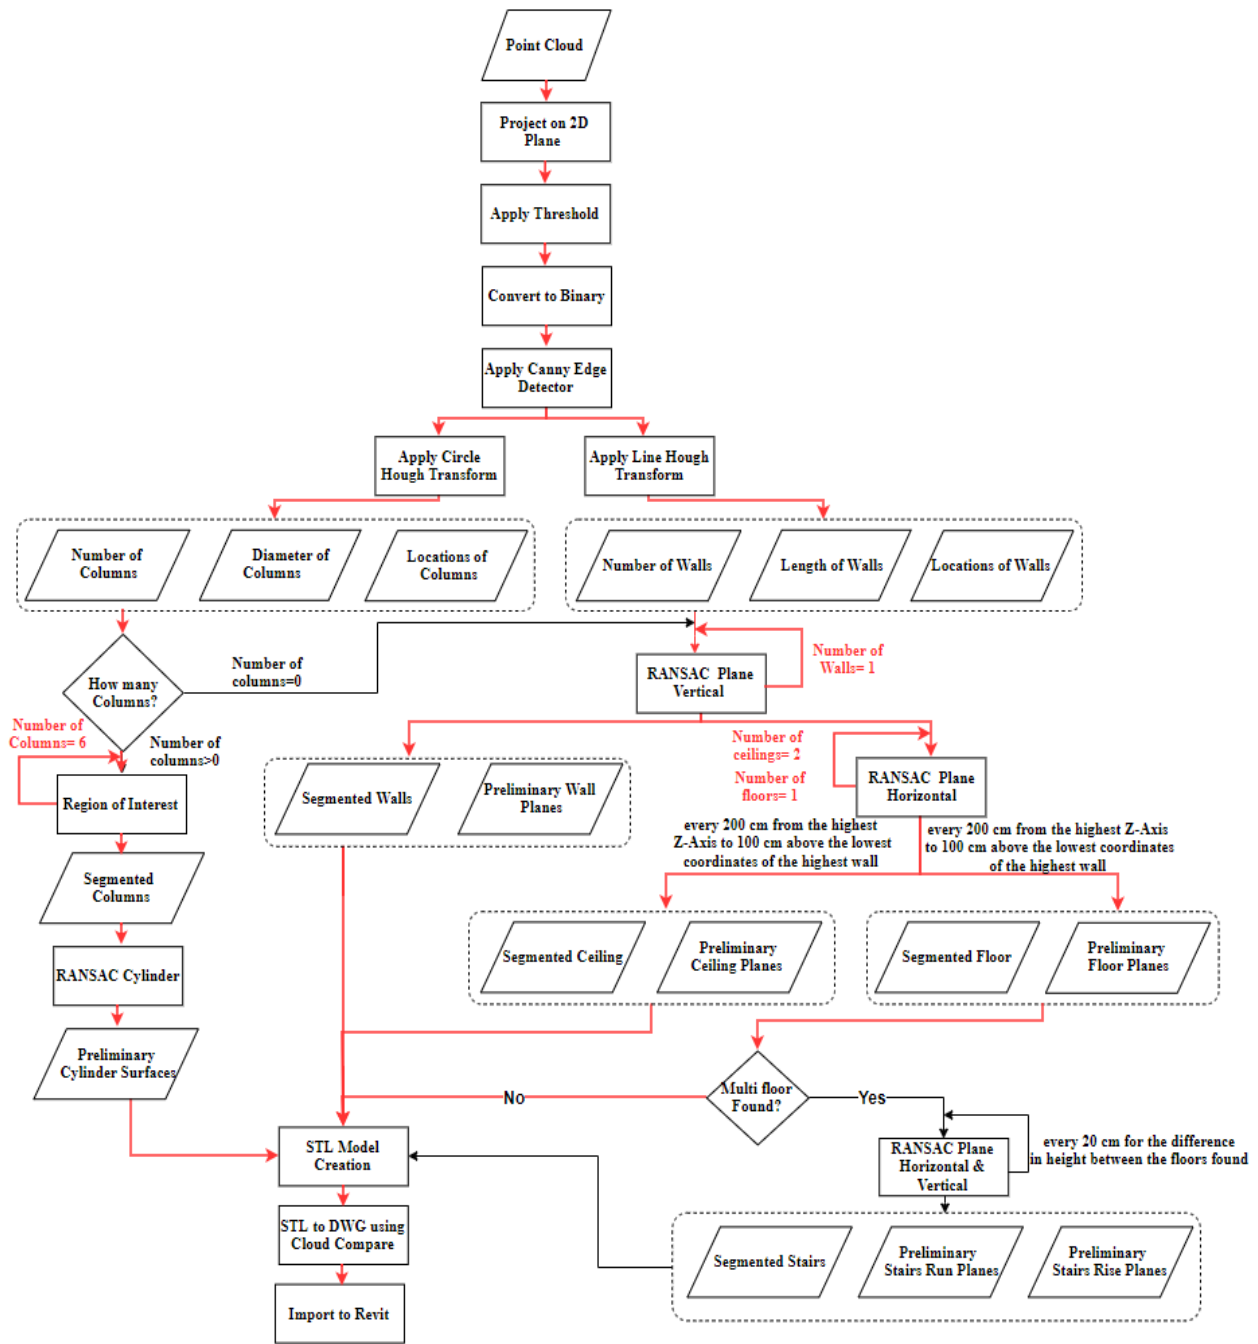 Point Cloud
Project on 2D
Plane
Apply Threshold
Convert to Binary
Apply Canny Edge
Detector
Apply Circle
Hough Transform
Apply Line Hough
Transform
Number of
Columns
Diameter of
Columns
Locations of
Columns
Number of Walls
Length of Walls
Locations of Walls
How many
Columns?
Number of
columns=0
Number of
Columns= 6
Number of
columns>0
Region of Interest
Segmented
Columns
RANSAC Cylinder
Preliminary
Cylinder Surfaces
RANSAC Plane
Vertical
Number of
Walls= 1
Segmented Walls
Preliminary Wall
Planes
Number of
ceilings= 2
Number of
floors= 1
RANSAC Plane
Horizontal
every 200 cm from the highest
Z-Axis to 100 cm above the lowest
coordinates of the highest wall
every 200 cm from the highest Z-Axis
to 100 cm above the lowest coordinates
of the highest wall
Segmented Ceiling
Preliminary
Ceiling Planes
Segmented Floor
Preliminary
Floor Planes
Multi floor
Found?
No
Yes
RANSAC Plane
Horizontal &
Vertical
every 20 cm for the difference
in height between the floors found
Segmented Stairs
Preliminary
Stairs Run Planes
Preliminary
Stairs Rise Planes
STL Model
Creation
STL to DWG using
Cloud Compare
Import to Revit